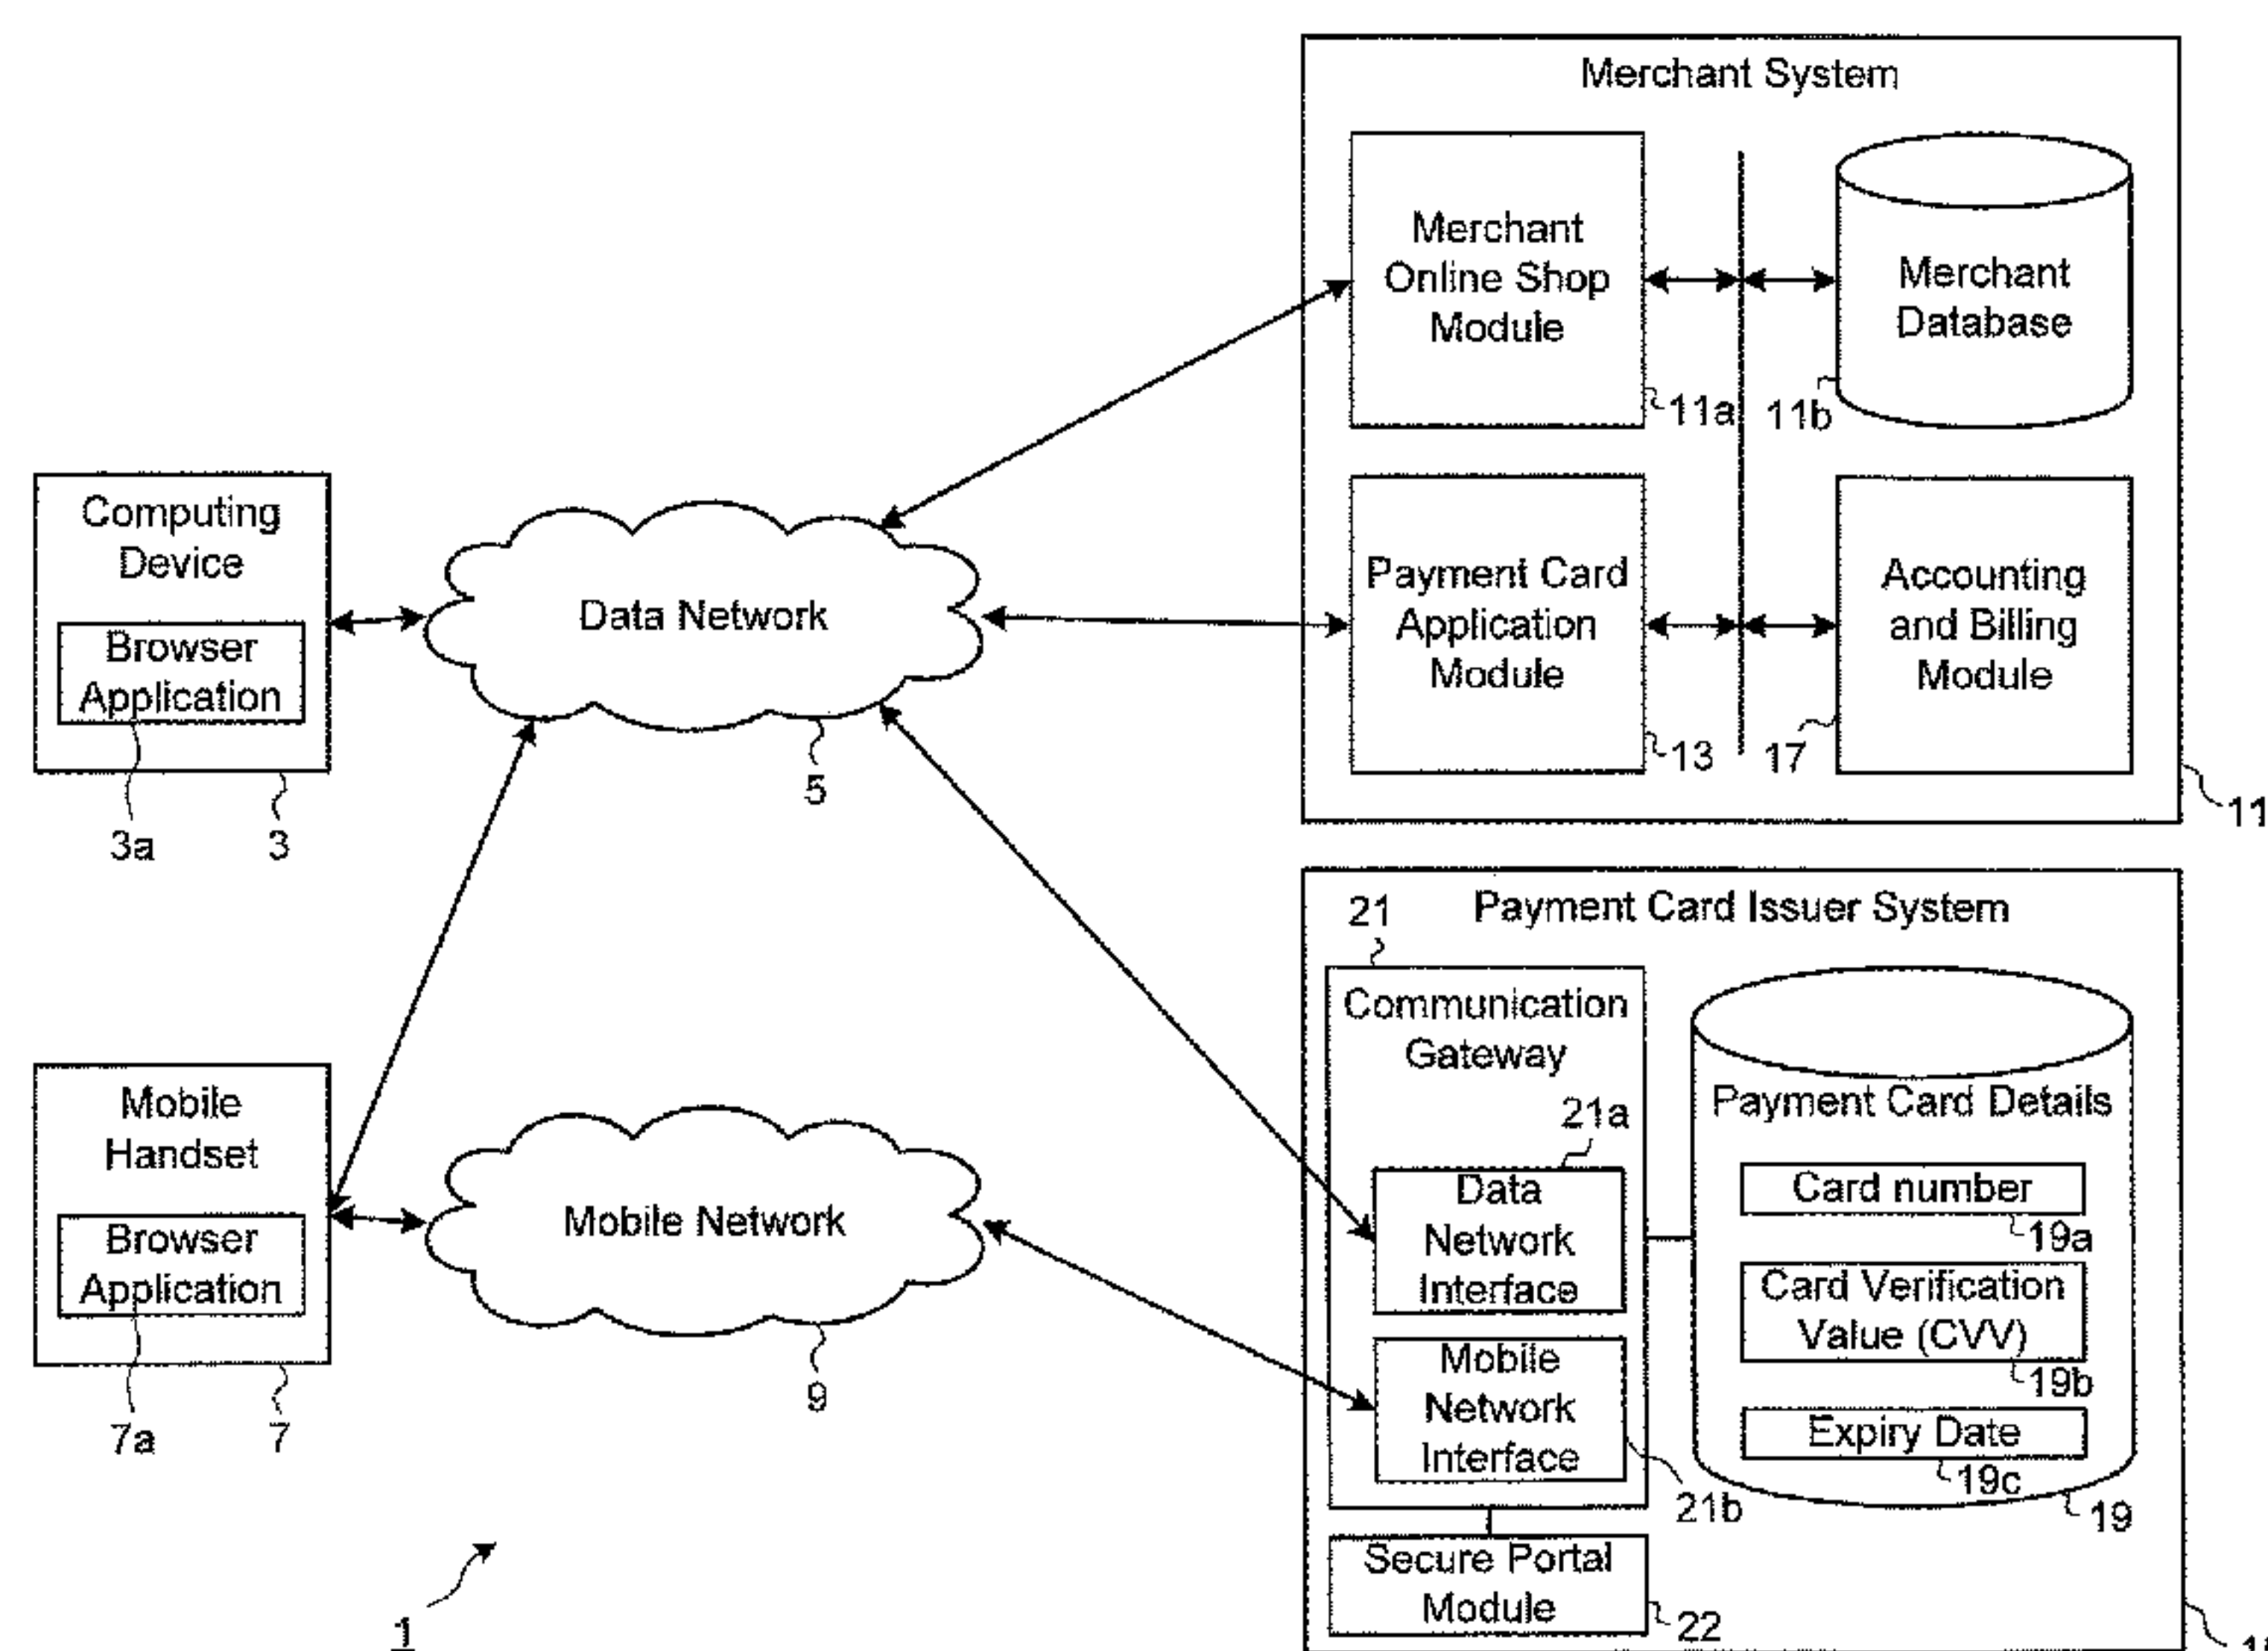 Merchant System
Merchant
Online Shop
Module
11a
Merchant
Database
11b
Payment Card
Application
Module
13
Accounting
and Billing
Module
17
11
Computing
Device
Browser
Application
3a
3
Data Network
5
Mobile
Handset
Browser
Application
7a
7
Mobile Network
9
1
Payment Card Issuer System
21
Communication
Gateway
21a
Data
Network
Interface
Mobile
Network
Interface
21b
Payment Card Details
Card number
19a
Card Verification
Value (CVV)
19b
Expiry Date
19c
19
Secure Portal
Module
22